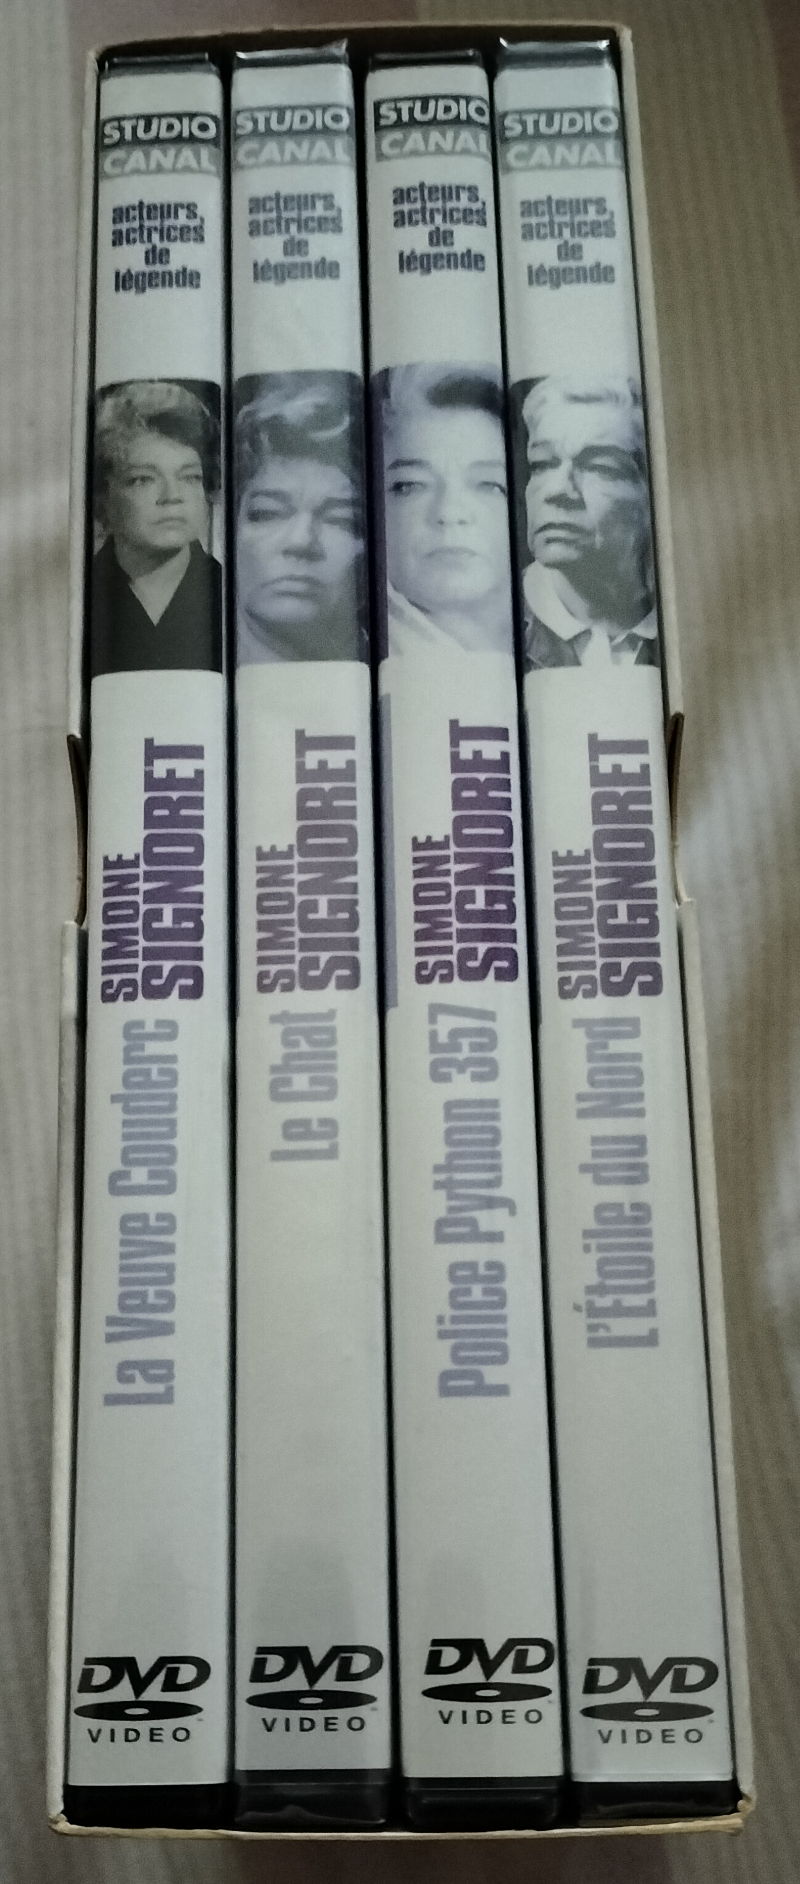 STUDIO
CANAL
acteurs,
actrices
de
légende
SIMONE
SIGNORET
La Veuve Couderc
DVD
VIDEO
STUDIO
CANAL
acteurs,
actrices
de
légende
SIMONE
SIGNORET
Le Chat
DVD
VIDEO
STUDIO
CANAL
acteurs,
actrices
de
légende
SIMONE
SIGNORET
Police Python 357
DVD
VIDEO
STUDIO
CANAL
acteurs,
actrices
de
légende
SIMONE
SIGNORET
L'Étoile du Nord
DVD
VIDEO